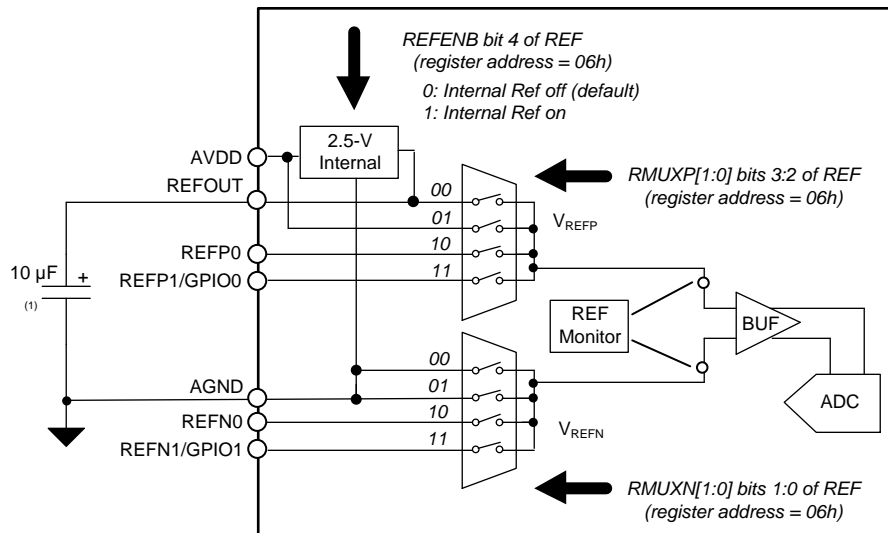 REFENB bit 4 of REF
(register address = 06h)
0: Internal Ref off (default)
1: Internal Ref on
2.5-V
Internal
AVDD
REFOUT
00
RMUXP[1:0] bits 3:2 of REF
(register address = 06h)
01
VREFP
REFP0
10
10 µF
+
(1)
REFP1/GPIO0
11
REF
Monitor
BUF
00
AGND
01
ADC
REFN0
10
VREFN
REFN1/GPIO1
11
RMUXN[1:0] bits 1:0 of REF
(register address = 06h)